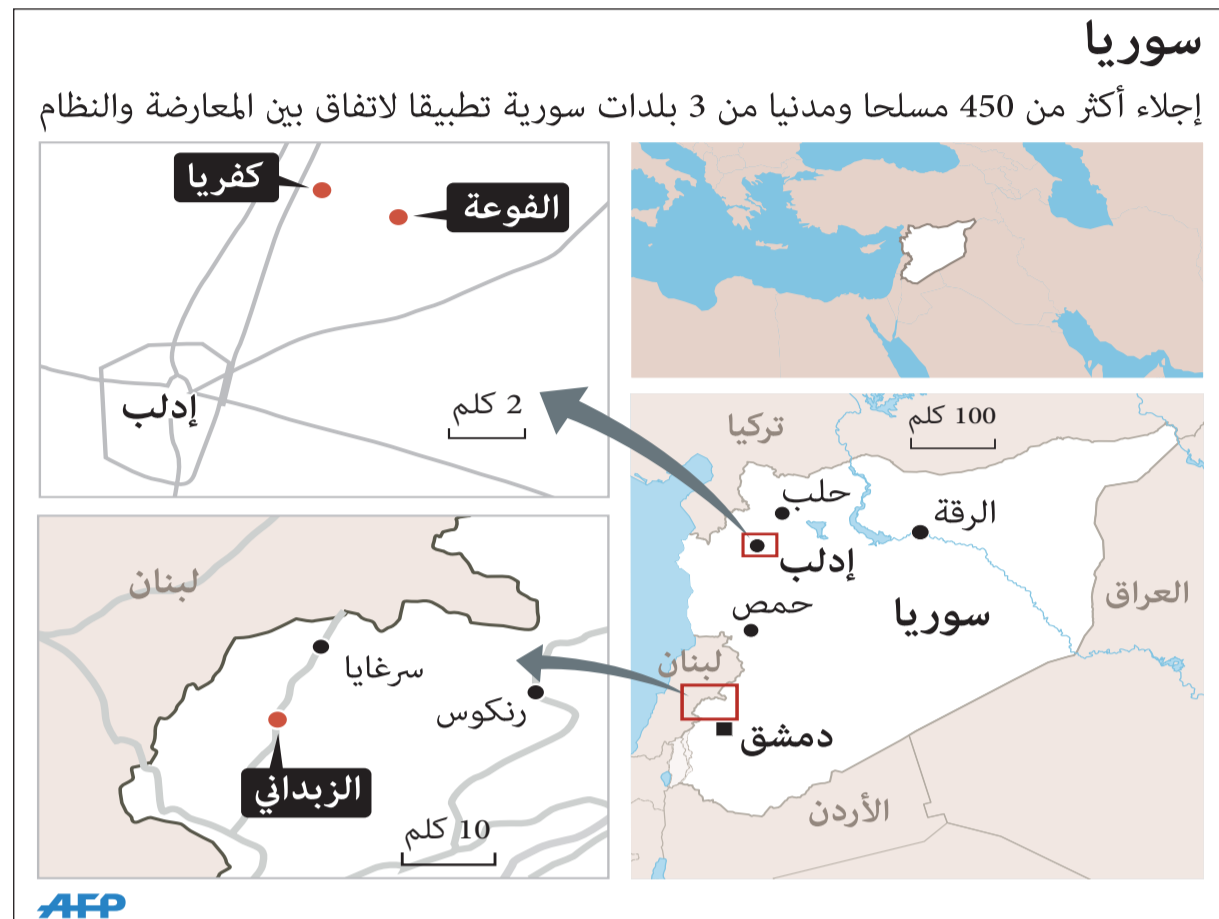 سوريا
إجلاء أكثر من 450 مسلحا ومدنيا من 3 بلدات سورية تطبيقا لاتفاق بين المعارضة والنظام
كفريا
الفوعة
إدلب
2 كلم
تركيا
100 كلم
حلب
الرقة
إدلب
العراق
حمص
سوريا
لبنان
دمشق
الأردن
لبنان
سرغايا
رنكوس
الزبداني
10 كلم
AFP